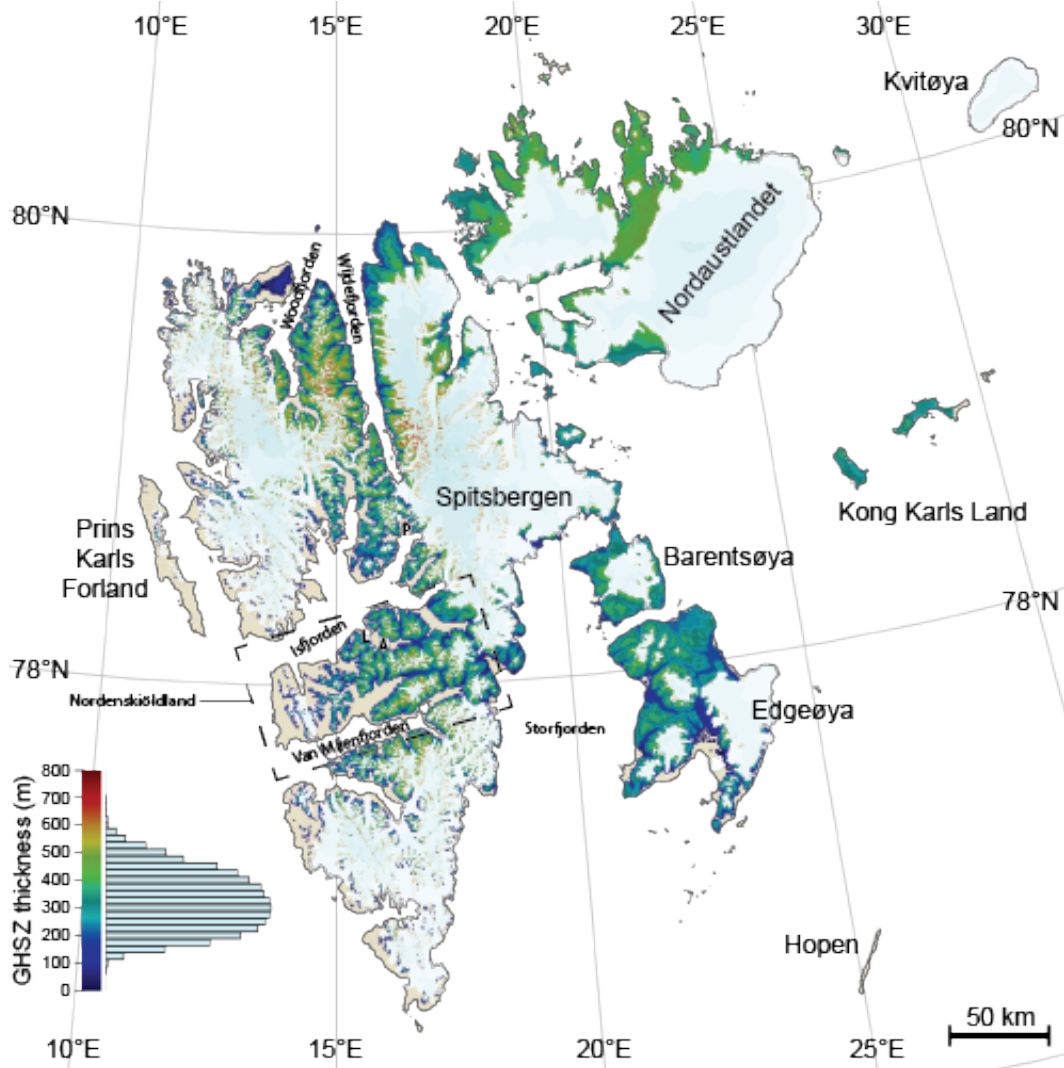 10°E
15°E
20°E
25°E
30°E
Kvitøya
80°N
80°N
Nordaustlandet
Woodfjorden
Wijdefjorden
Spitsbergen
Kong Karls Land
P
Prins
Karls
Forland
Barentsøya
78°N
Isfjorden
L
A
78°N
Nordenskiöldland
Edgeøya
Storfjorden
Van Mijenfjorden
GHSZ thickness (m)
800
700
600
500
400
300
200
100
0
Hopen
50 km
10°E
15°E
20°E
25°E